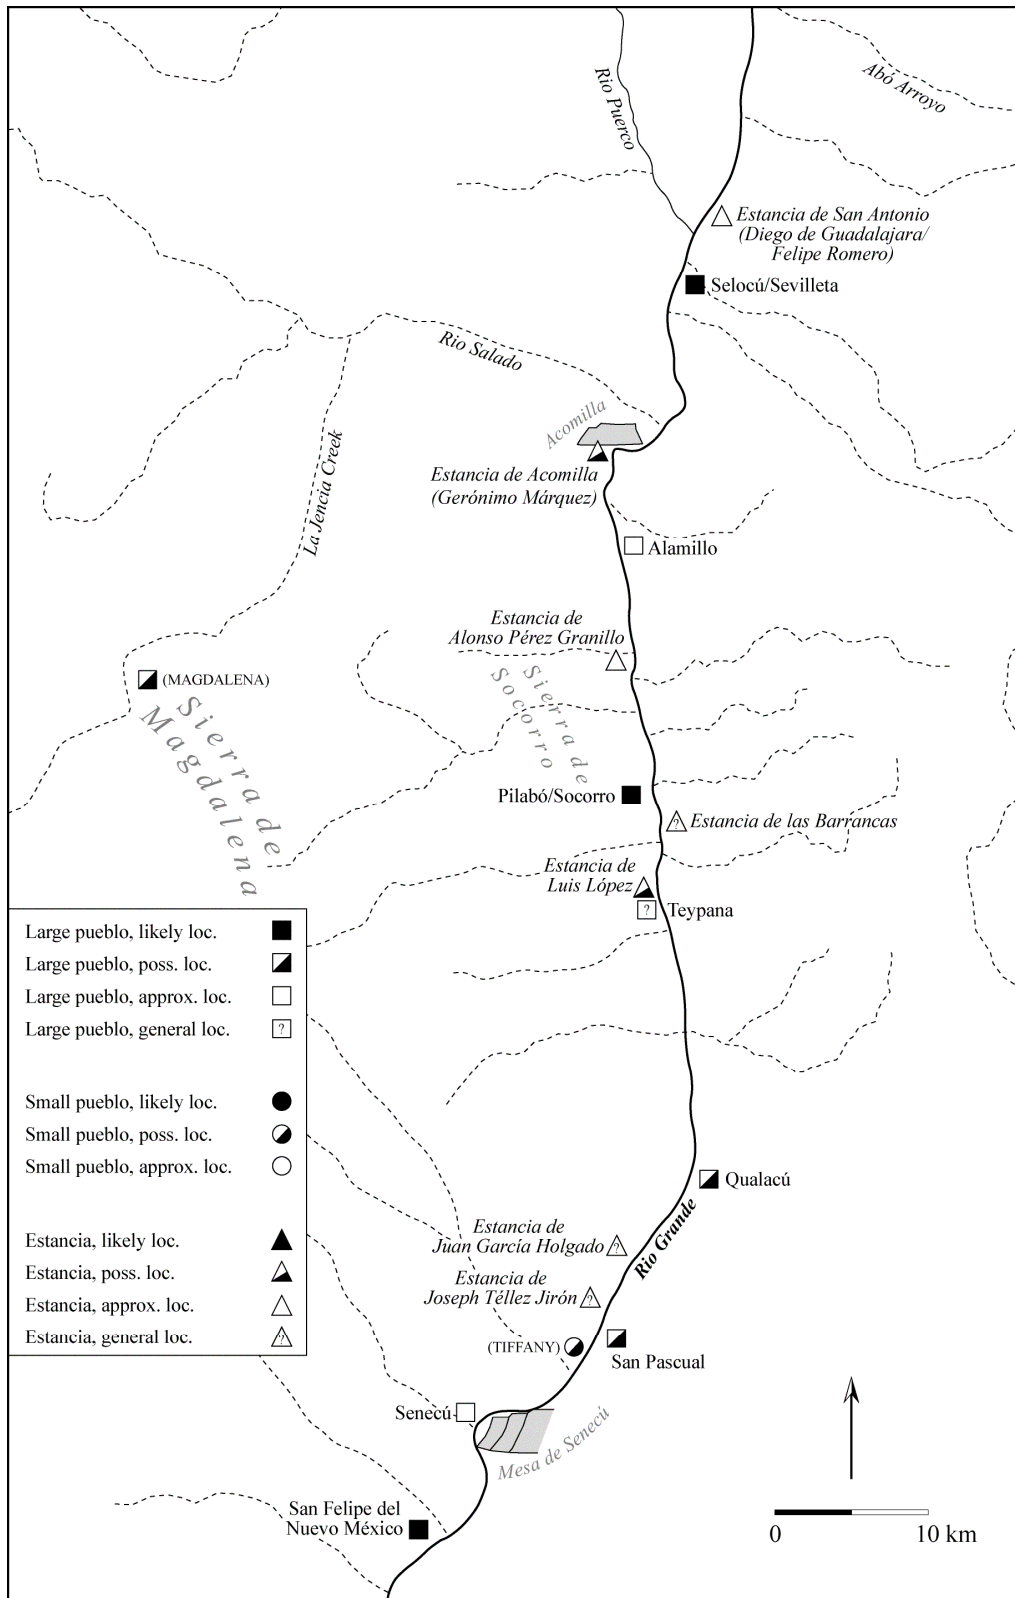 Rio Puerco
Abó Arroyo
Estancia de San Antonio
(Diego de Guadalajara/
Felipe Romero)
Selocú/Sevilleta
Rio Salado
Acomilla
Estancia de Acomilla
(Gerónimo Márquez)
La Jencia Creek
Alamillo
Estancia de
Alonso Pérez Granillo
(MAGDALENA)
Sierra de
Magdalena
Sierra de
Socorro
Pilabó/Socorro
? Estancia de las Barrancas
Estancia de
Luis López
? Teypana
Large pueblo, likely loc.
Large pueblo, poss. loc.
Large pueblo, approx. loc.
Large pueblo, general loc. ?
Small pueblo, likely loc.
Small pueblo, poss. loc.
Small pueblo, approx. loc.
Estancia, likely loc.
Estancia, poss. loc.
Estancia, approx. loc.
Estancia, general loc. ?
Qualacú
Rio Grande
Estancia de
Juan García Holgado ?
Estancia de
Joseph Téllez Jirón ?
(TIFFANY)
San Pascual
Senecú
Mesa de Senecú
San Felipe del
Nuevo México
0 10 km